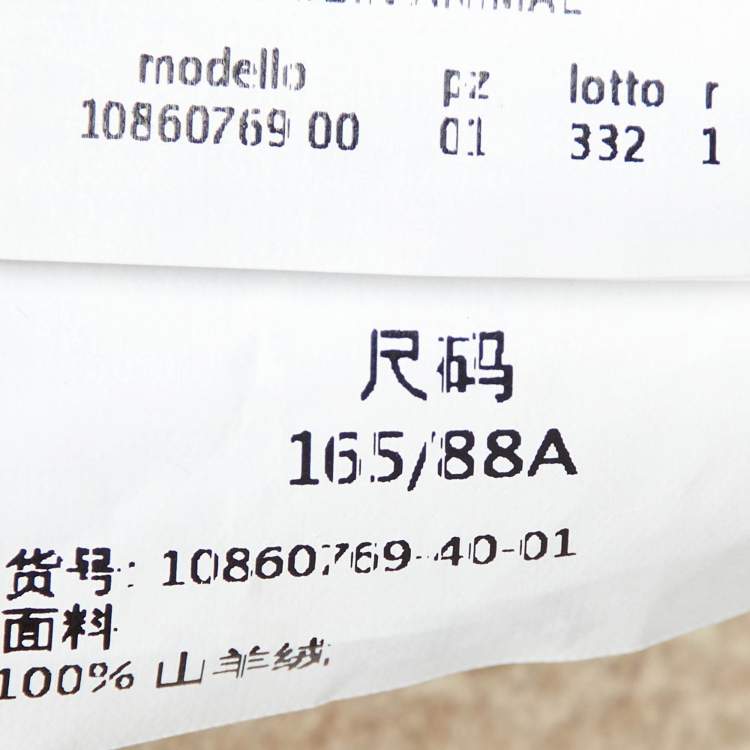 ANIMAL
modello pz lotto r
10860769 00 01 332 1
尺码
165/88A
货号: 10860769-40-01
面料
100% 山羊绒